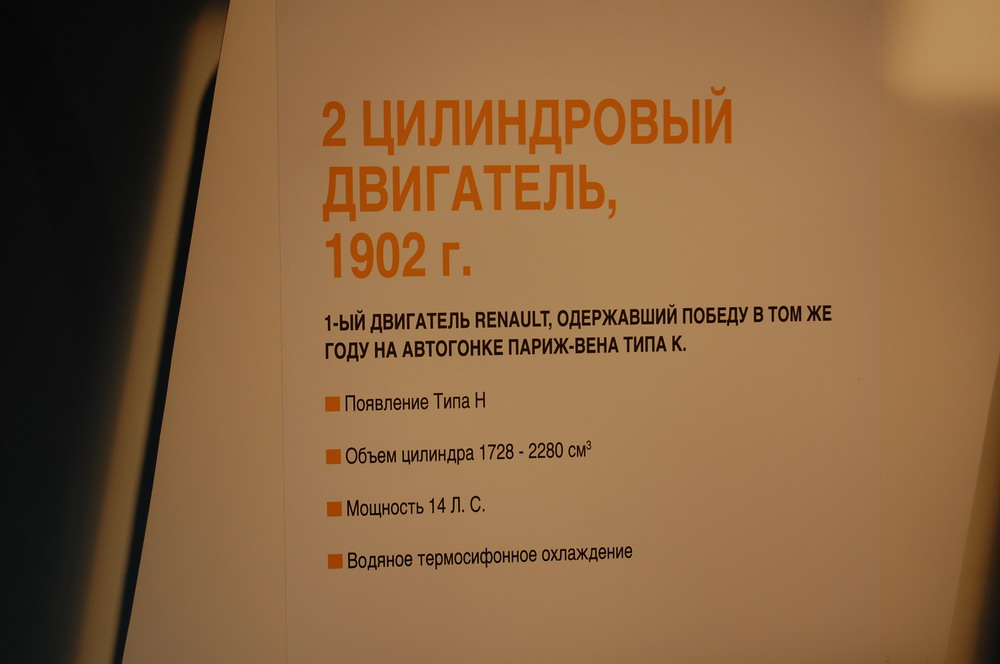 2 ЦИЛИНДРОВЫЙ
ДВИГАТЕЛЬ,
1902 г.
1-ЫЙ ДВИГАТЕЛЬ RENAULT, ОДЕРЖАВШИЙ ПОБЕДУ В ТОМ ЖЕ
ГОДУ НА АВТОГОНКЕ ПАРИЖ-ВЕНА ТИПА К.
Появление Типа Н
Объем цилиндра 1728 - 2280 см³
Мощность 14 Л. С.
Водяное термосифонное охлаждение